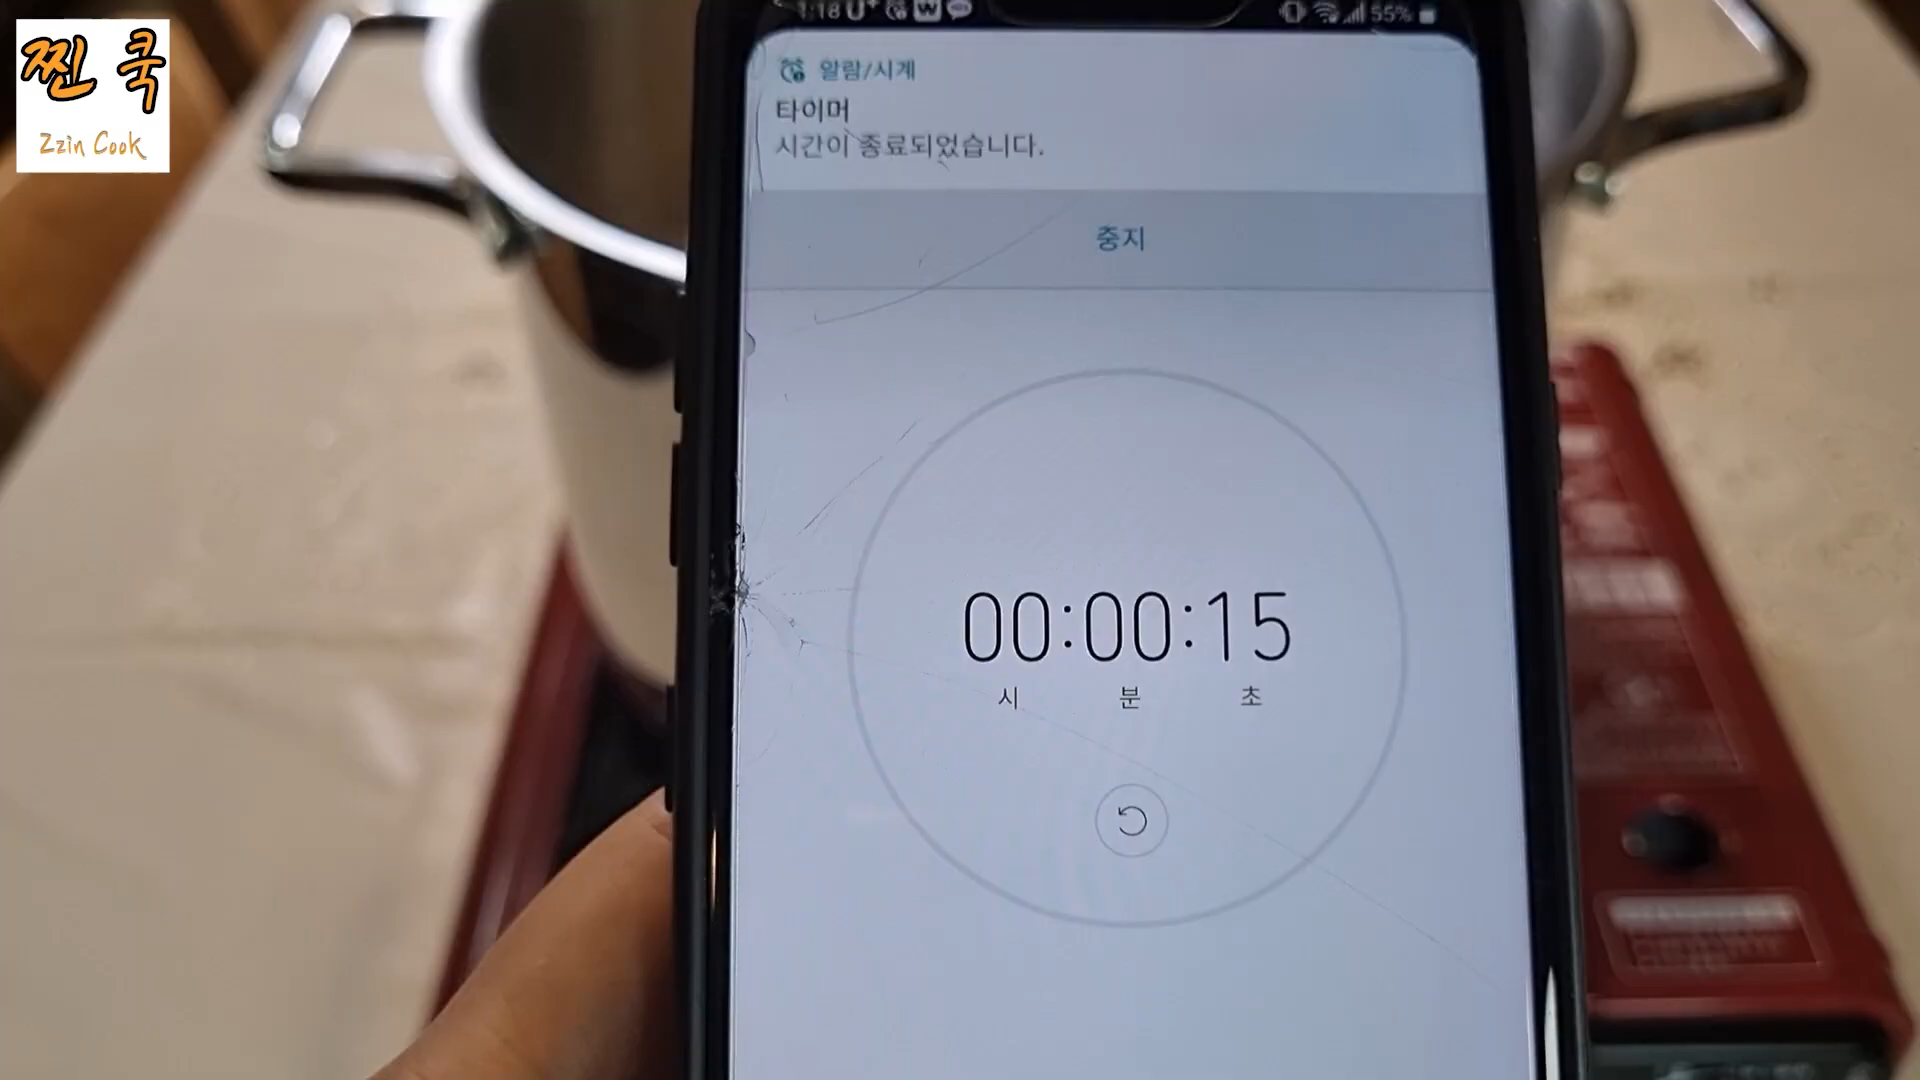 찐 쿡
Zzin Cook
1:18 U+ W 55%
알람/시계
타이머
시간이 종료되었습니다.
중지
00:00:15
시 분 초